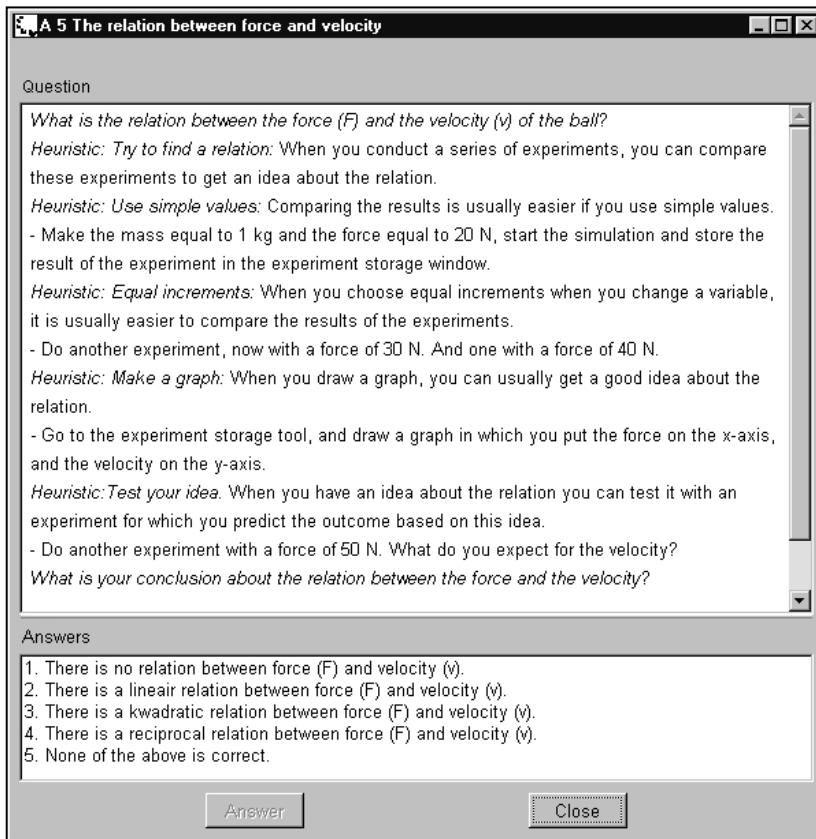 A 5 The relation between force and velocity
Question
What is the relation between the force (F) and the velocity (v) of the ball?
Heuristic: Try to find a relation: When you conduct a series of experiments, you can compare
these experiments to get an idea about the relation.
Heuristic: Use simple values: Comparing the results is usually easier if you use simple values.
- Make the mass equal to 1 kg and the force equal to 20 N, start the simulation and store the
result of the experiment in the experiment storage window.
Heuristic: Equal increments: When you choose equal increments when you change a variable,
it is usually easier to compare the results of the experiments.
- Do another experiment, now with a force of 30 N. And one with a force of 40 N.
Heuristic: Make a graph: When you draw a graph, you can usually get a good idea about the
relation.
- Go to the experiment storage tool, and draw a graph in which you put the force on the x-axis,
and the velocity on the y-axis.
Heuristic:Test your idea. When you have an idea about the relation you can test it with an
experiment for which you predict the outcome based on this idea.
- Do another experiment with a force of 50 N. What do you expect for the velocity?
What is your conclusion about the relation between the force and the velocity?
Answers
1. There is no relation between force (F) and velocity (v).
2. There is a lineair relation between force (F) and velocity (v).
3. There is a kwadratic relation between force (F) and velocity (v).
4. There is a reciprocal relation between force (F) and velocity (v).
5. None of the above is correct.
Answer Close